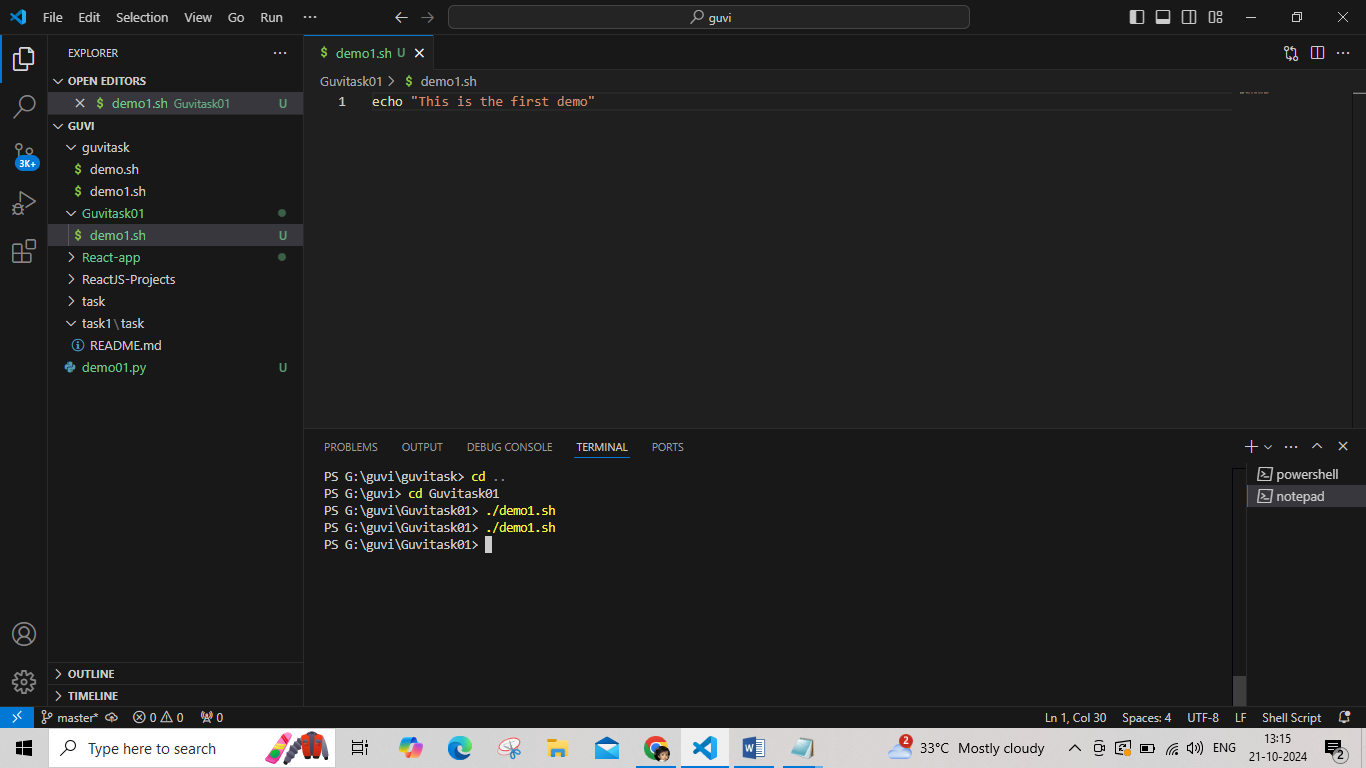 File Edit Selection View Go Run ···
guvi
EXPLORER
OPEN EDITORS
demo1.sh Guvitask01 U
GUVI
guvitask
demo.sh
demo1.sh
Guvitask01
demo1.sh U
React-app
ReactJS-Projects
task
task1\task
README.md
demo01.py U
OUTLINE
TIMELINE
3K+
$ demo1.sh U
Guvitask01 > $ demo1.sh
1 echo "This is the first demo"
PROBLEMS OUTPUT DEBUG CONSOLE TERMINAL PORTS
PS G:\guvi\guvitask> cd ..
PS G:\guvi> cd Guvitask01
PS G:\guvi\Guvitask01> ./demo1.sh
PS G:\guvi\Guvitask01> ./demo1.sh
PS G:\guvi\Guvitask01>
powershell
notepad
master* 0 0 0
Ln 1, Col 30 Spaces: 4 UTF-8 LF Shell Script
Type here to search
2 33°C Mostly cloudy ENG
13:15
21-10-2024
2